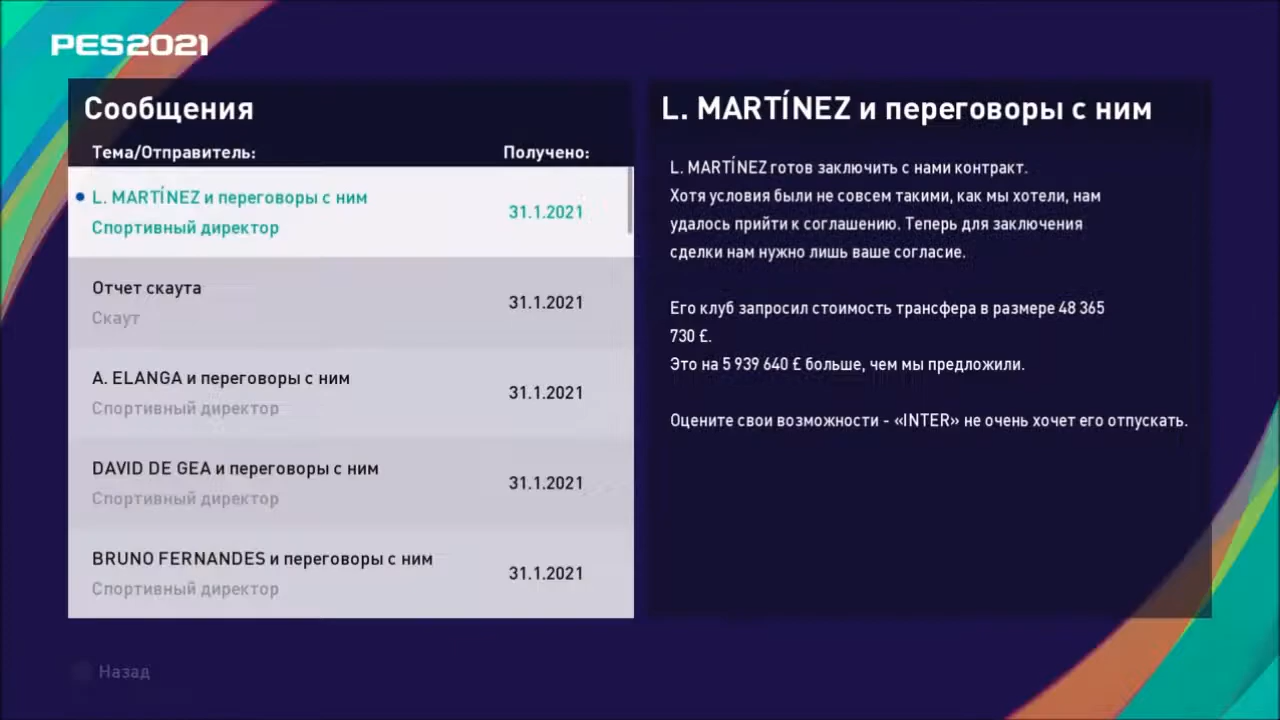 PES2021
Сообщения
Тема/Отправитель: Получено:
L. MARTÍNEZ и переговоры с ним
Спортивный директор
31.1.2021
Отчет скаута
Скаут
31.1.2021
A. ELANGA и переговоры с ним
Спортивный директор
31.1.2021
DAVID DE GEA и переговоры с ним
Спортивный директор
31.1.2021
BRUNO FERNANDES и переговоры с ним
Спортивный директор
31.1.2021
L. MARTÍNEZ и переговоры с ним
L. MARTÍNEZ готов заключить с нами контракт.
Хотя условия были не совсем такими, как мы хотели, нам
удалось прийти к соглашению. Теперь для заключения
сделки нам нужно лишь ваше согласие.
Его клуб запросил стоимость трансфера в размере 48 365
730 £.
Это на 5 939 640 £ больше, чем мы предложили.
Оцените свои возможности - «INTER» не очень хочет его отпускать.
Назад